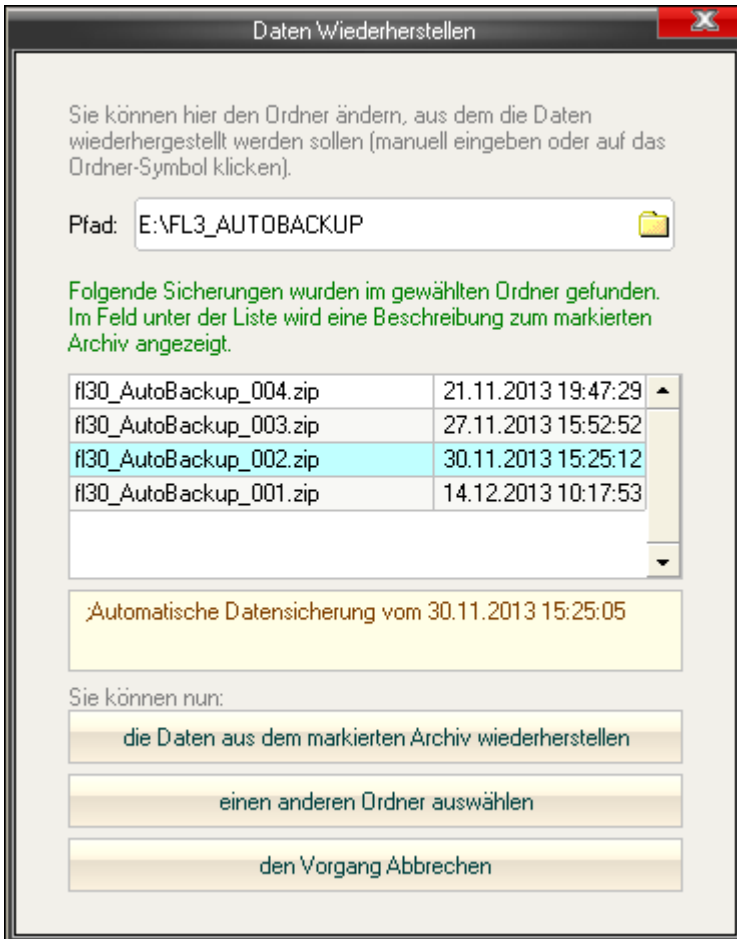 Daten Wiederherstellen
Sie können hier den Ordner ändern, aus dem die Daten
wiederhergestellt werden sollen (manuell eingeben oder auf das
Ordner-Symbol klicken).
Pfad: E:\FL3_AUTOBACKUP
Folgende Sicherungen wurden im gewählten Ordner gefunden.
Im Feld unter der Liste wird eine Beschreibung zum markierten
Archiv angezeigt.
fl30_AutoBackup_004.zip 21.11.2013 19:47:29
fl30_AutoBackup_003.zip 27.11.2013 15:52:52
fl30_AutoBackup_002.zip 30.11.2013 15:25:12
fl30_AutoBackup_001.zip 14.12.2013 10:17:53
;Automatische Datensicherung vom 30.11.2013 15:25:05
Sie können nun:
die Daten aus dem markierten Archiv wiederherstellen
einen anderen Ordner auswählen
den Vorgang Abbrechen